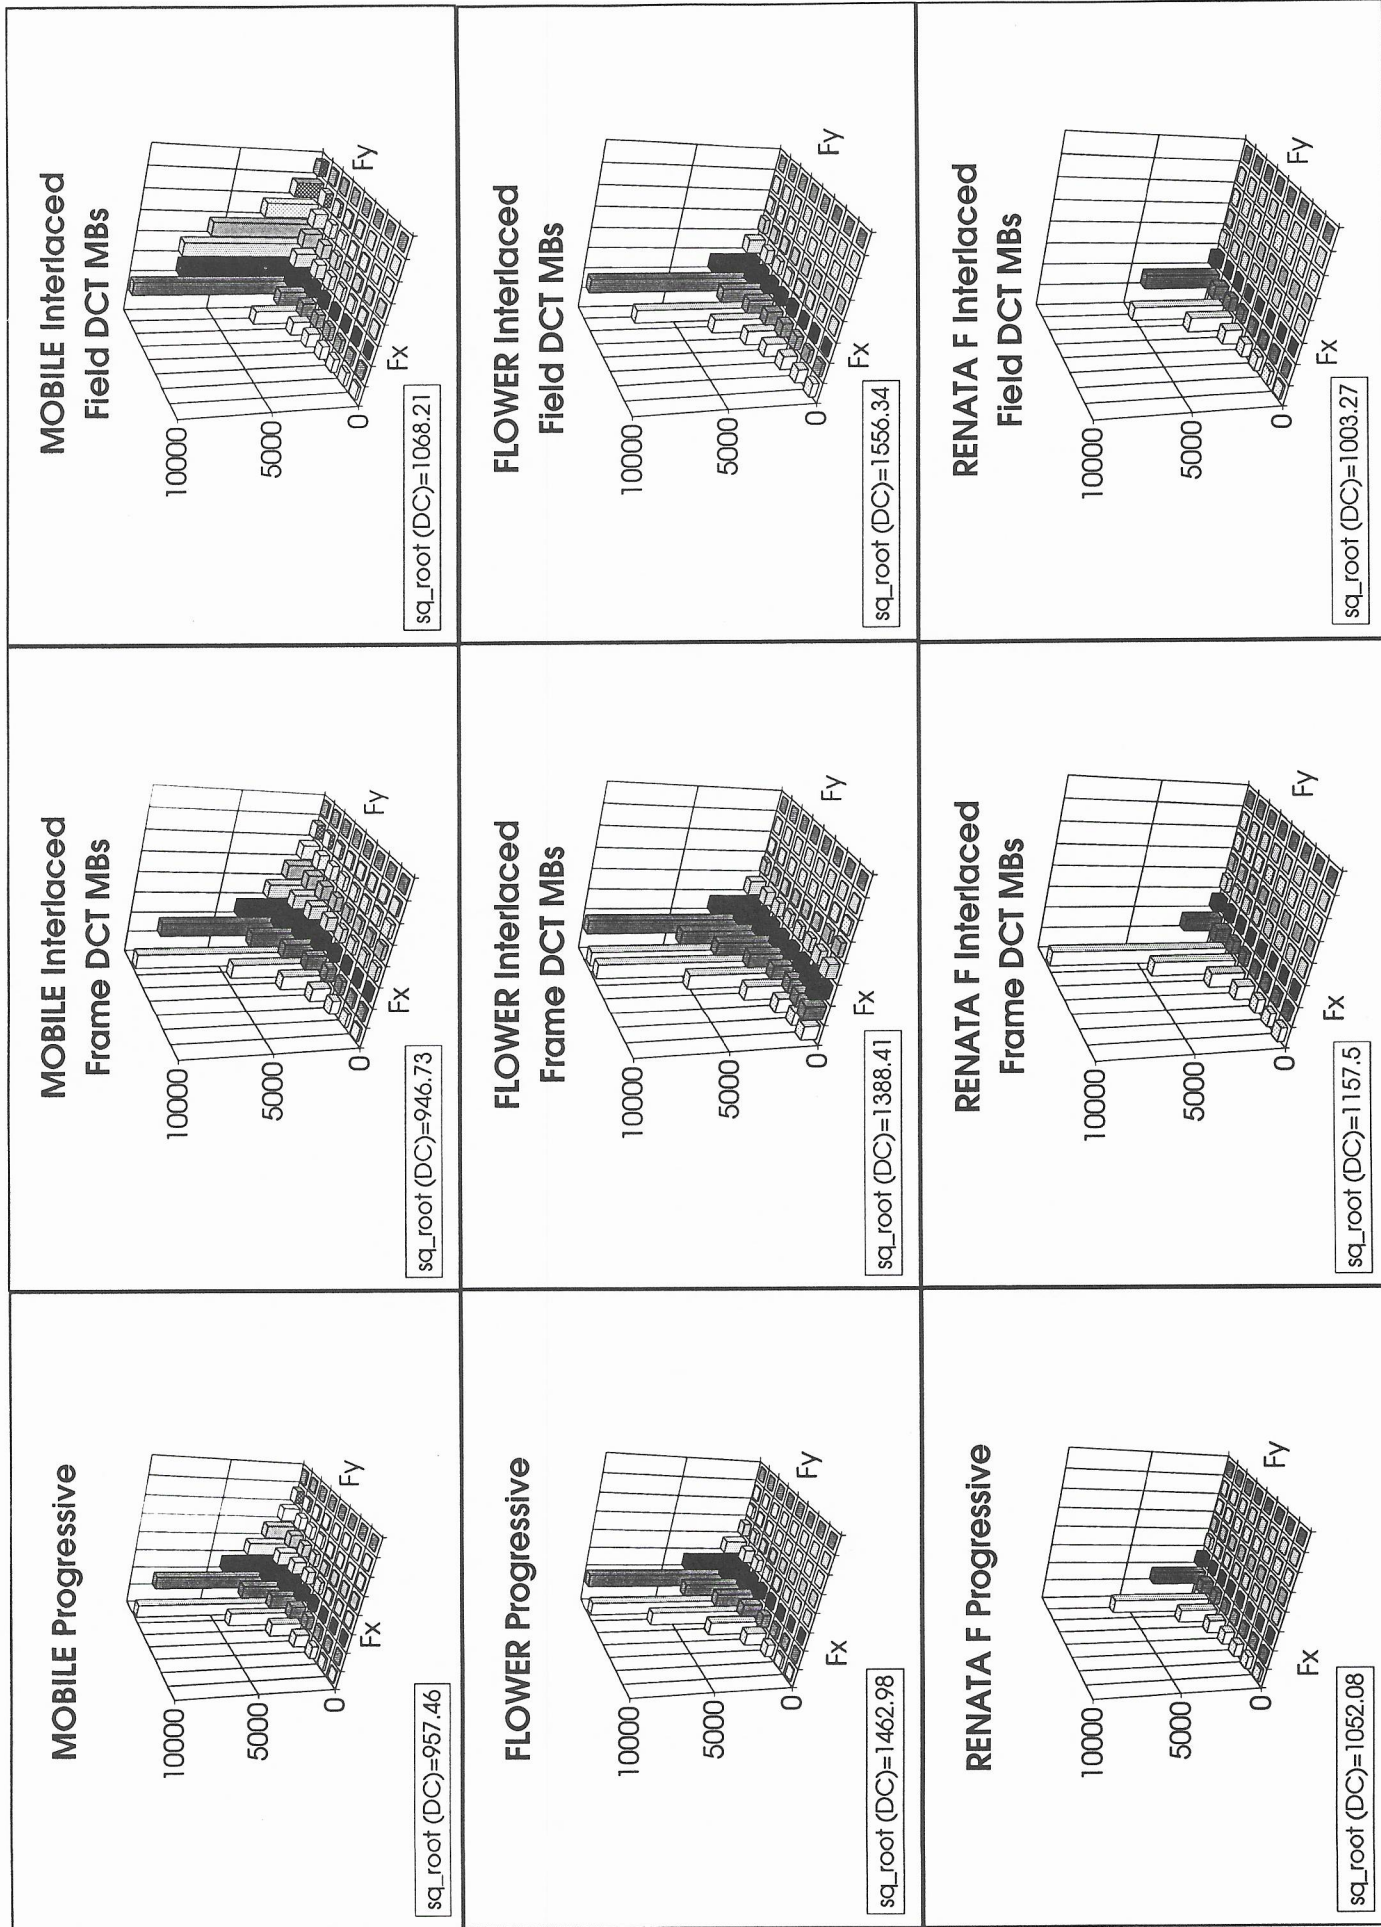 MOBILE Progressive
10000
5000
0
Fx
Fy
sq_root (DC)=957.46
MOBILE Interlaced
Frame DCT MBs
10000
5000
0
Fx
Fy
sq_root (DC)=946.73
MOBILE Interlaced
Field DCT MBs
10000
5000
0
Fx
Fy
sq_root (DC)=1068.21
FLOWER Progressive
10000
5000
0
Fx
Fy
sq_root (DC)=1462.98
FLOWER Interlaced
Frame DCT MBs
10000
5000
0
Fx
Fy
sq_root (DC)=1388.41
FLOWER Interlaced
Field DCT MBs
10000
5000
0
Fx
Fy
sq_root (DC)=1556.34
RENATA F Progressive
10000
5000
0
Fx
Fy
sq_root (DC)=1052.08
RENATA F Interlaced
Frame DCT MBs
10000
5000
0
Fx
Fy
sq_root (DC)=1157.5
RENATA F Interlaced
Field DCT MBs
10000
5000
0
Fx
Fy
sq_root (DC)=1003.27